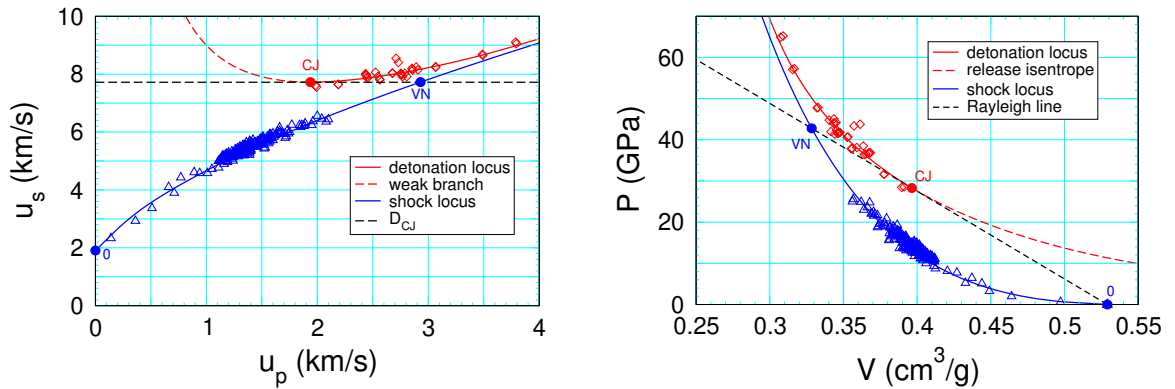 10
8
6
4
2
0
u_s (km/s)
CJ
VN
0
detonation locus
weak branch
shock locus
D_CJ
0 1 2 3 4
u_p (km/s)
60
40
20
0
P (GPa)
VN
CJ
0
detonation locus
release isentrope
shock locus
Rayleigh line
0.25 0.3 0.35 0.4 0.45 0.5 0.55
V (cm³/g)